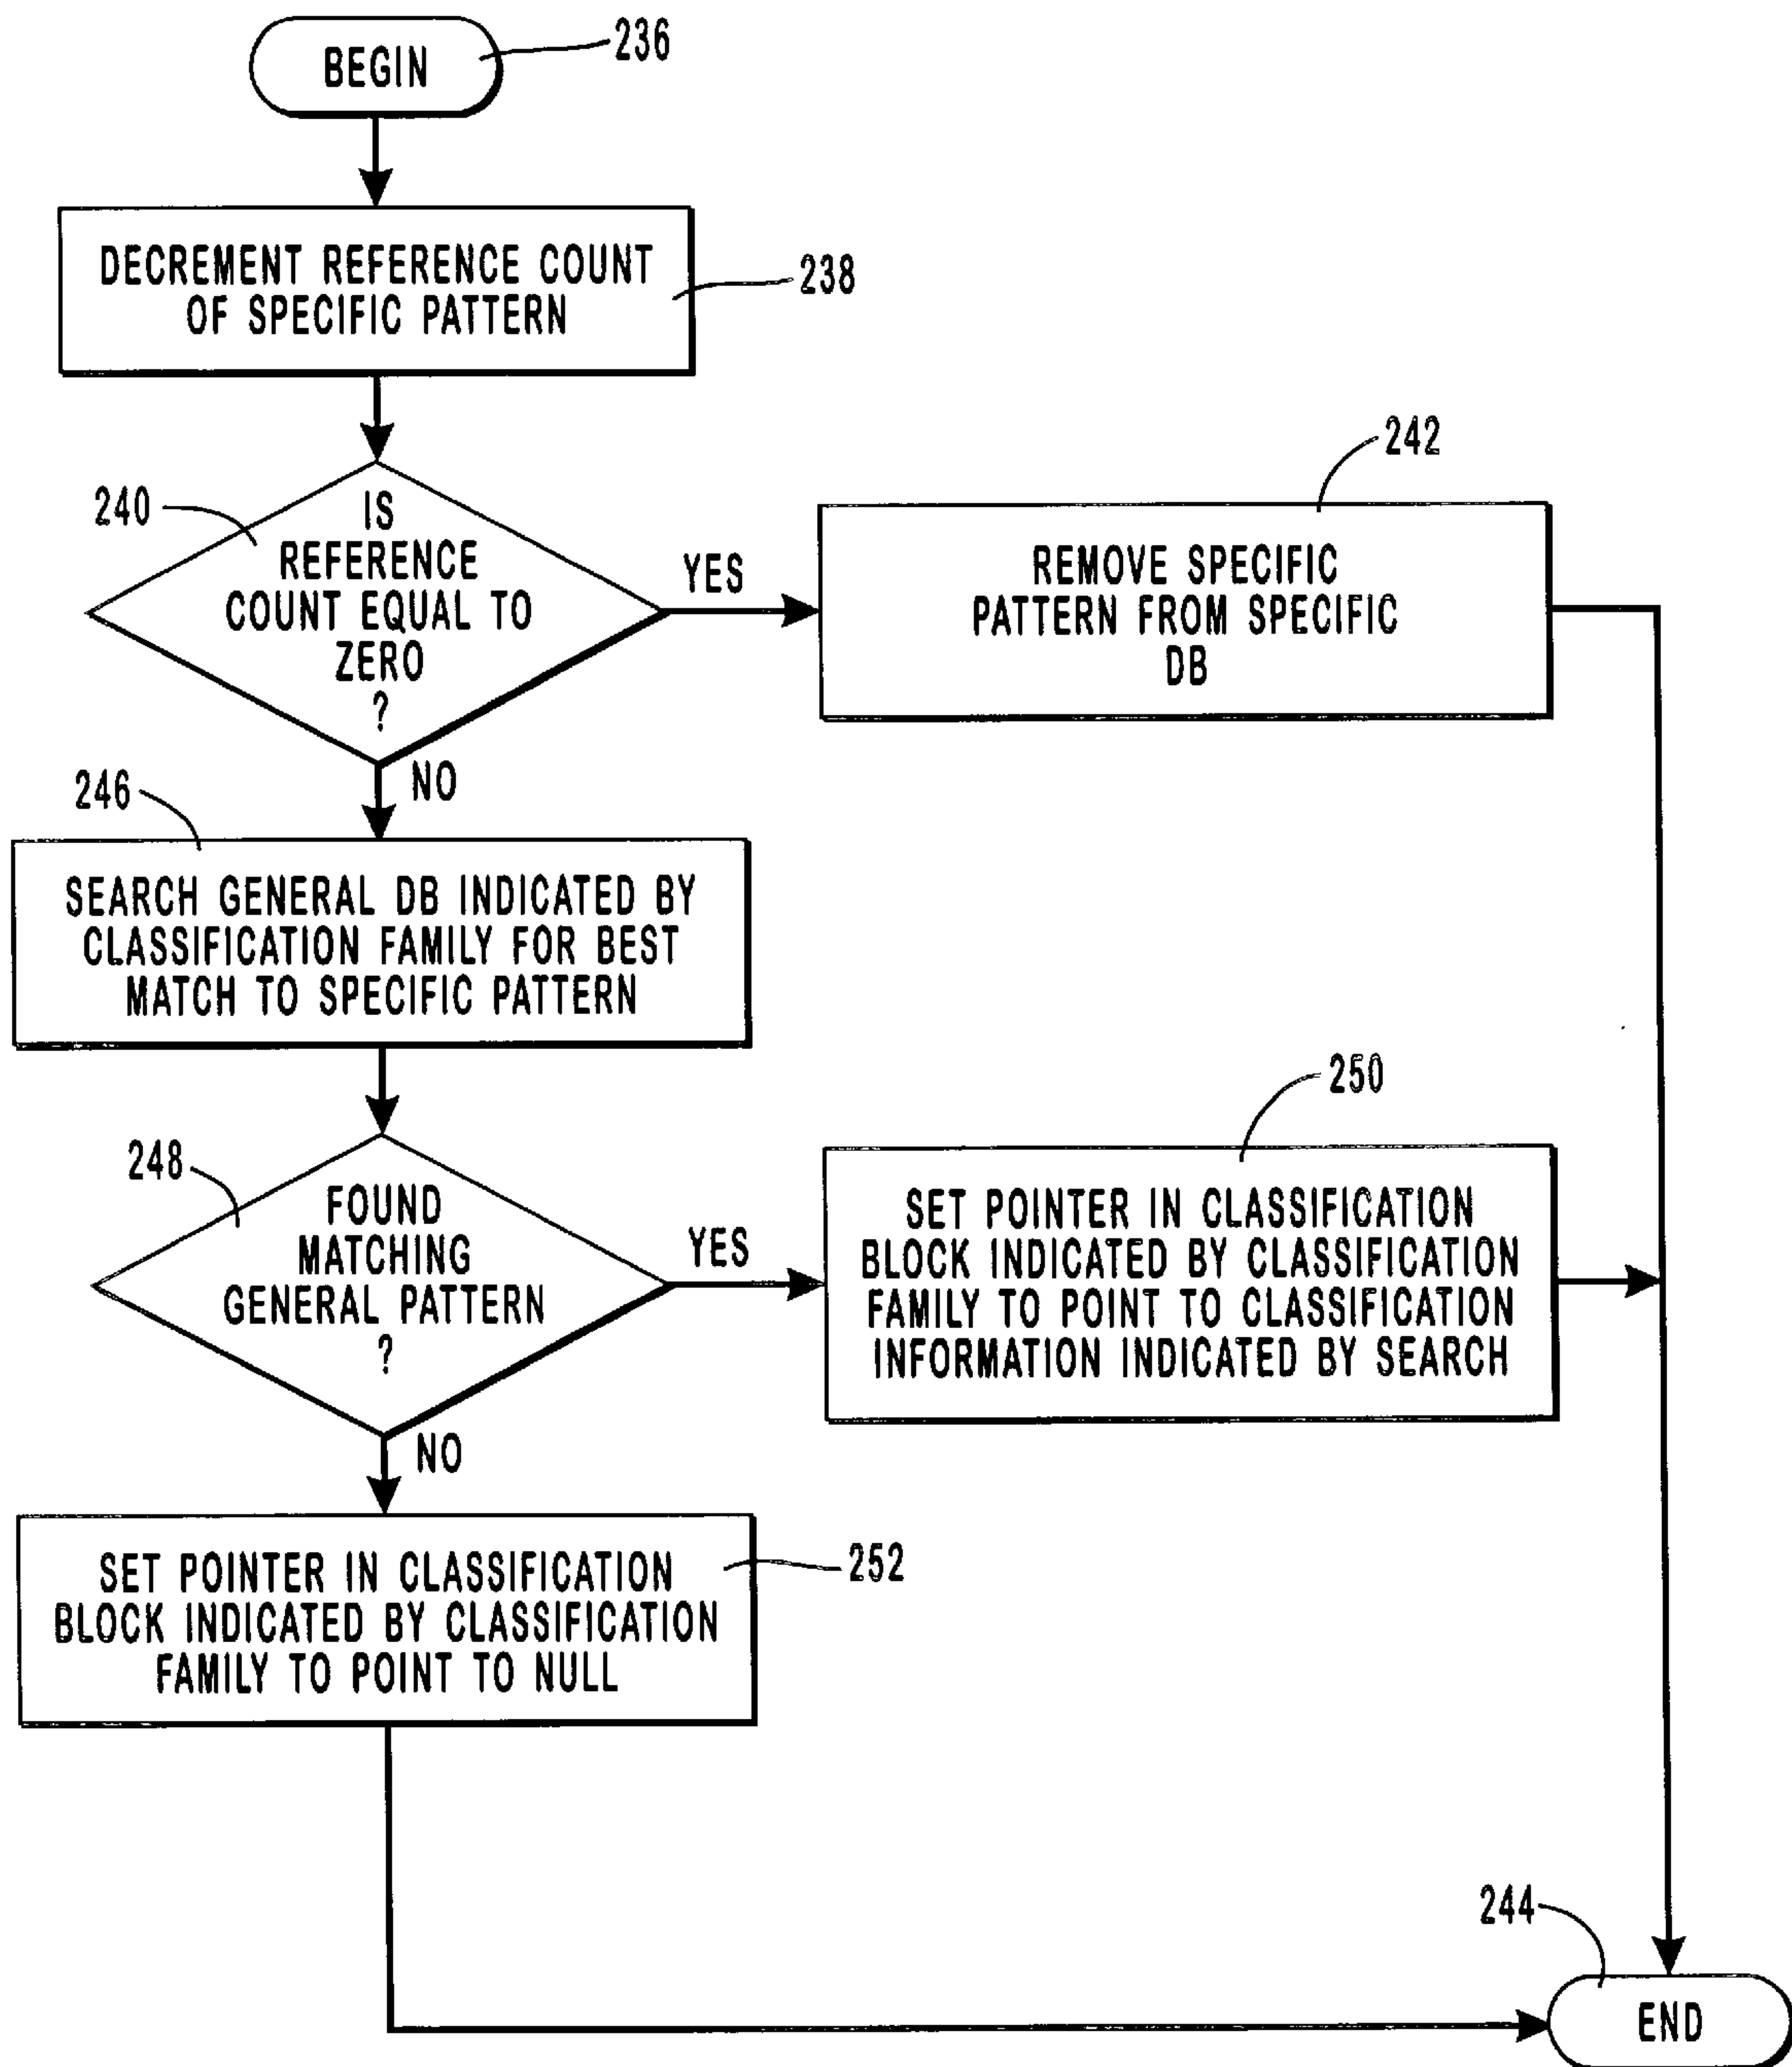 BEGIN
236
DECREMENT REFERENCE COUNT
OF SPECIFIC PATTERN
238
240
IS
REFERENCE
COUNT EQUAL TO
ZERO
?
YES
242
REMOVE SPECIFIC
PATTERN FROM SPECIFIC
DB
NO
246
SEARCH GENERAL DB INDICATED BY
CLASSIFICATION FAMILY FOR BEST
MATCH TO SPECIFIC PATTERN
248
FOUND
MATCHING
GENERAL PATTERN
?
YES
250
SET POINTER IN CLASSIFICATION
BLOCK INDICATED BY CLASSIFICATION
FAMILY TO POINT TO CLASSIFICATION
INFORMATION INDICATED BY SEARCH
NO
SET POINTER IN CLASSIFICATION
BLOCK INDICATED BY CLASSIFICATION
FAMILY TO POINT TO NULL
252
244
END